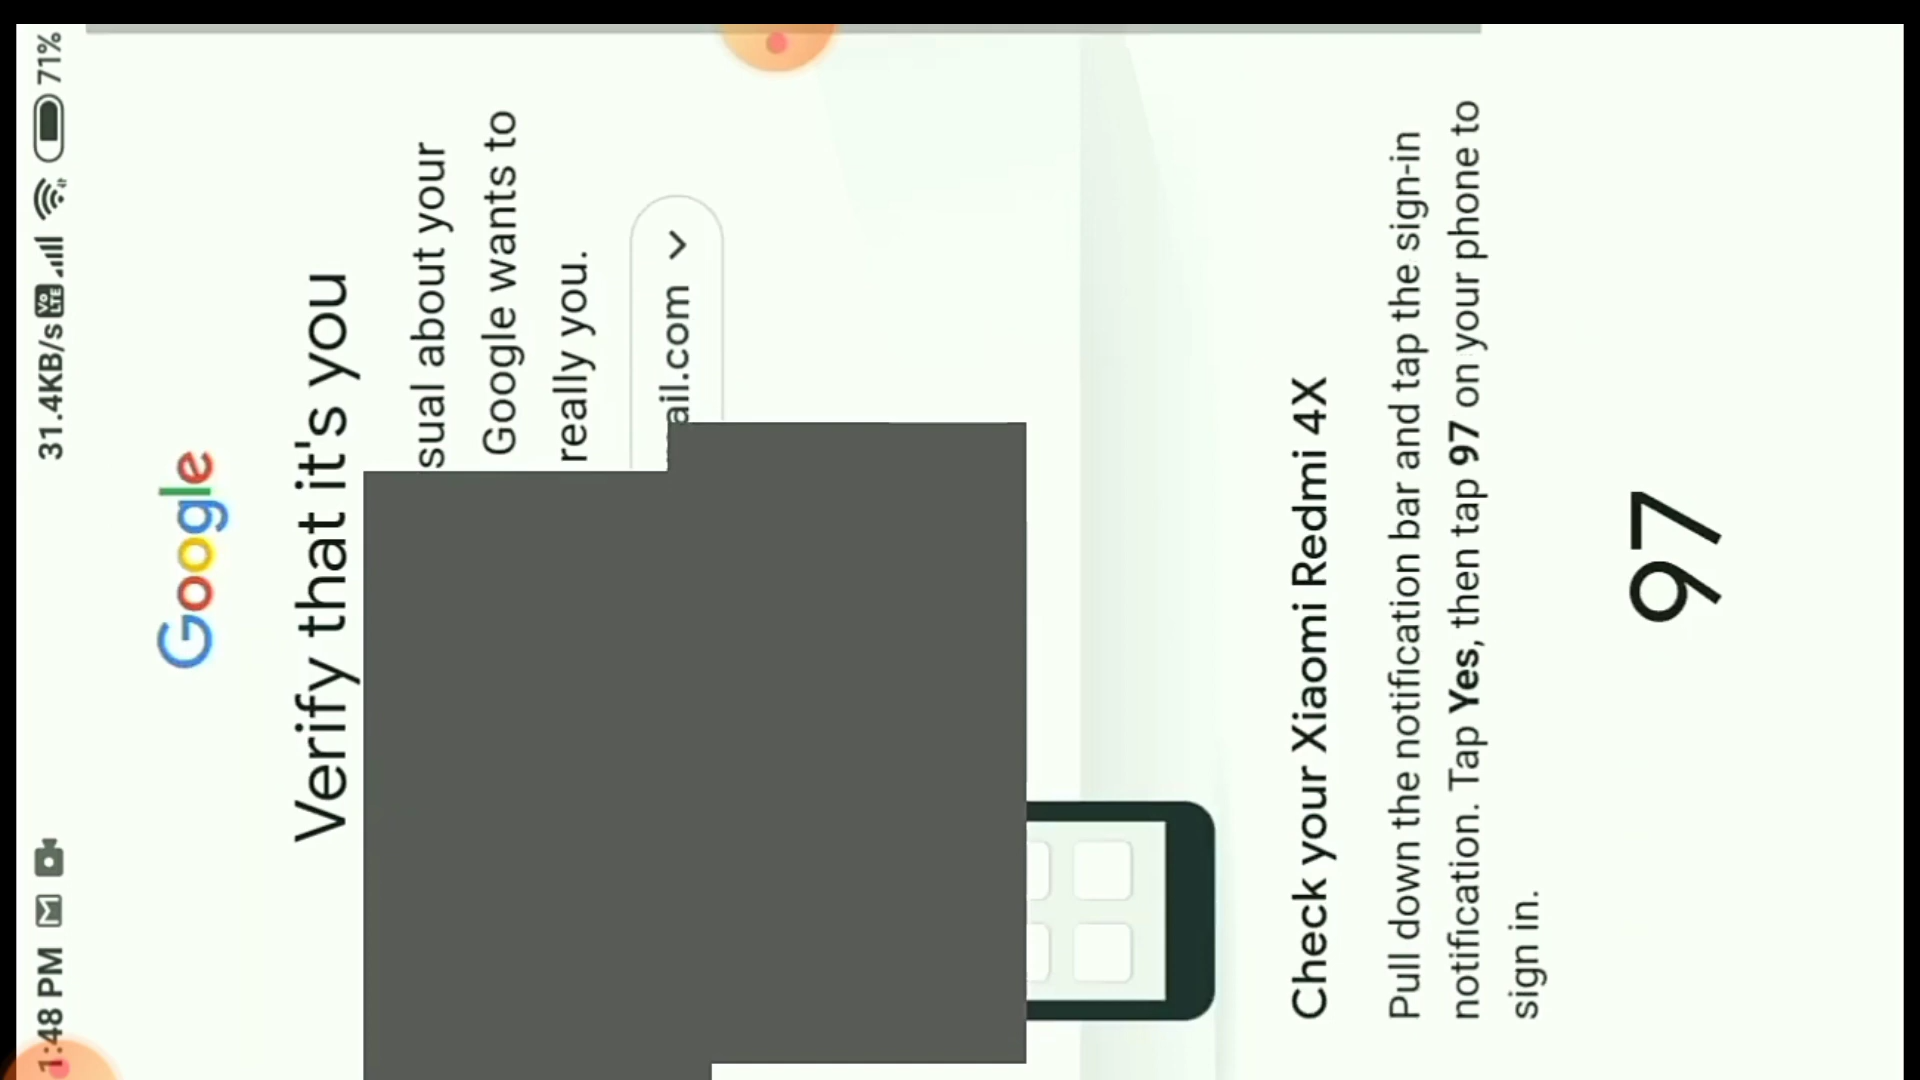 1:48 PM 31.4KB/s Vo LTE 71%
Google
Verify that it's you
sual about your
Google wants to
really you.
ail.com
Check your Xiaomi Redmi 4X
Pull down the notification bar and tap the sign-in
notification. Tap Yes, then tap 97 on your phone to
sign in.
97